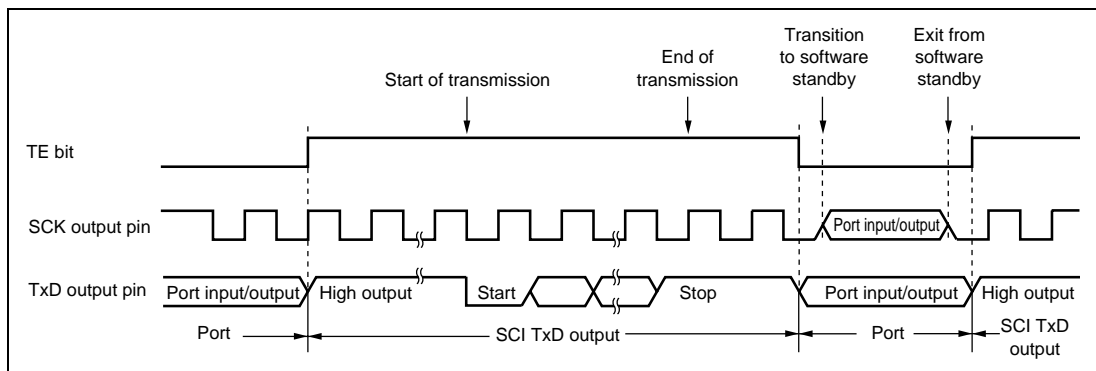 Transition
to software
standby
Exit from
software
standby
Start of transmission
End of
transmission
TE bit
SCK output pin
Port input/output
TxD output pin
Port input/output
High output
Start
Stop
Port input/output
High output
Port
SCI TxD output
Port
SCI TxD
output